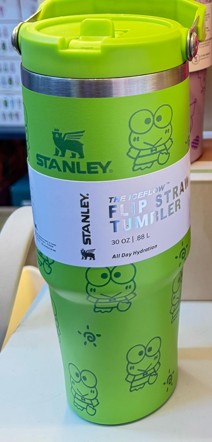 STANLEY
STANLEY
THE ICEFLOW™
FLIP STRAW
TUMBLER
30 OZ | .88 L
All Day Hydration